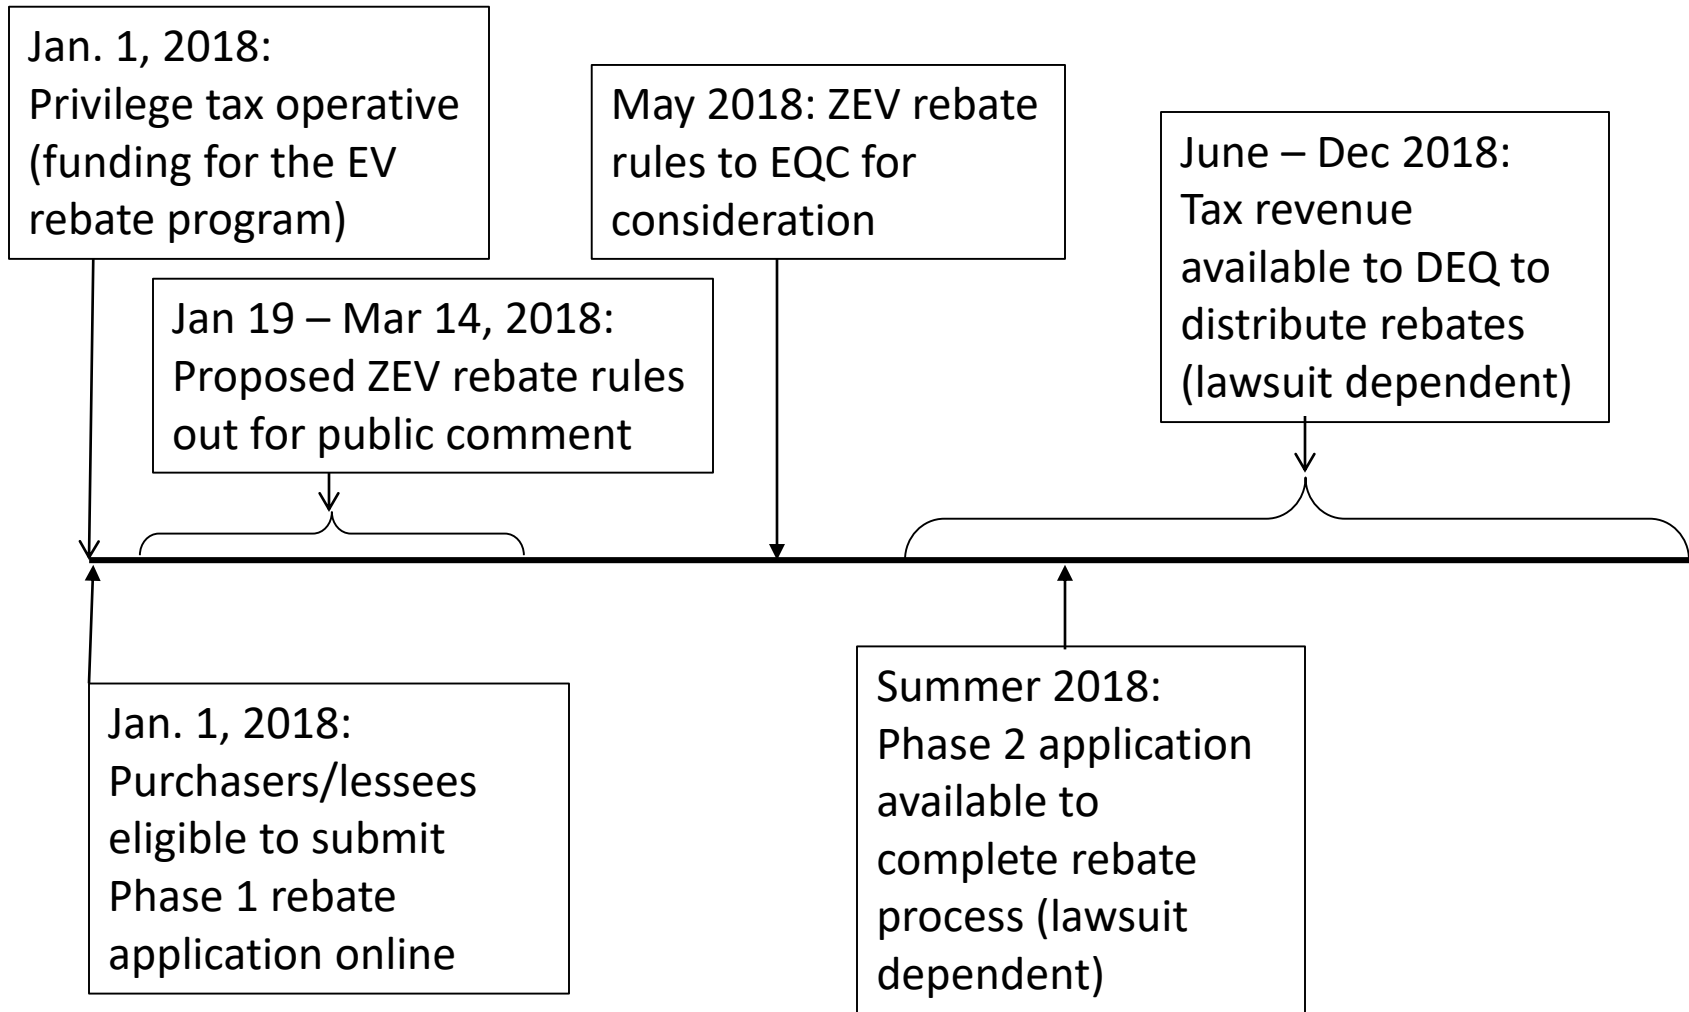 Jan. 1, 2018:
Privilege tax operative
(funding for the EV
rebate program)
Jan 19 – Mar 14, 2018:
Proposed ZEV rebate rules
out for public comment
May 2018: ZEV rebate
rules to EQC for
consideration
June – Dec 2018:
Tax revenue
available to DEQ to
distribute rebates
(lawsuit dependent)
Jan. 1, 2018:
Purchasers/lessees
eligible to submit
Phase 1 rebate
application online
Summer 2018:
Phase 2 application
available to
complete rebate
process (lawsuit
dependent)